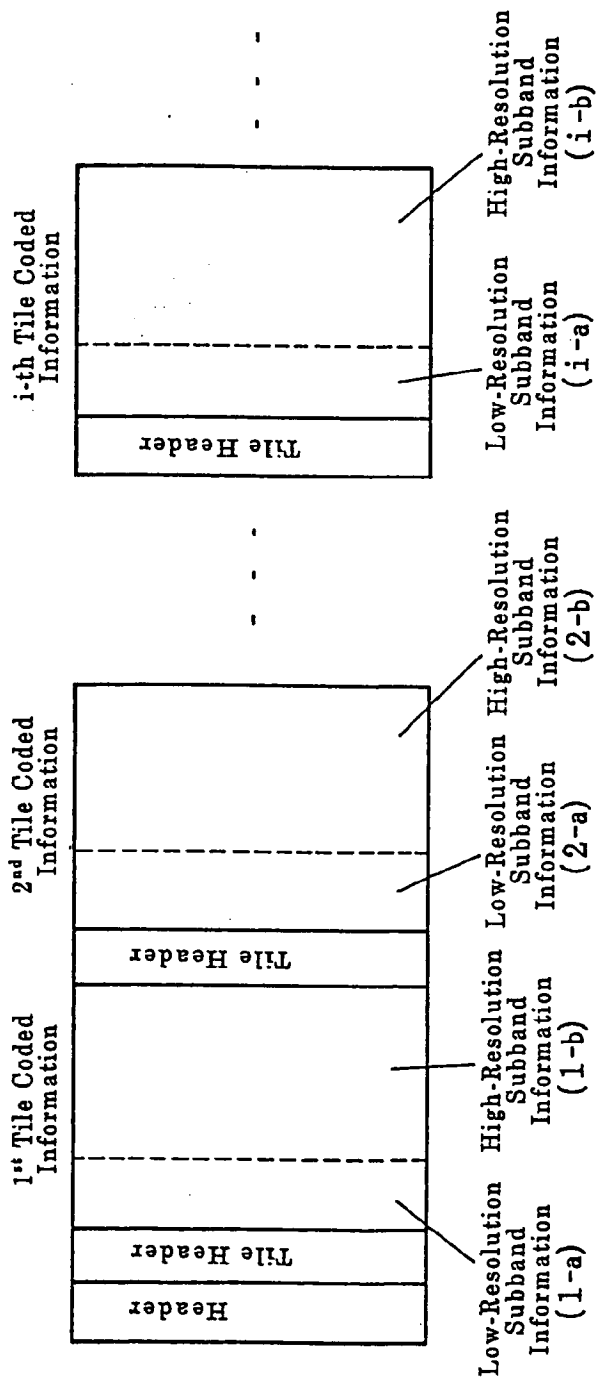 1st Tile Coded
Information
2nd Tile Coded
Information
i-th Tile Coded
Information
Header
Tile Header
Tile Header
Tile Header
Low-Resolution
Subband
Information
(1-a)
High-Resolution
Subband
Information
(1-b)
Low-Resolution
Subband
Information
(2-a)
High-Resolution
Subband
Information
(2-b)
Low-Resolution
Subband
Information
(i-a)
High-Resolution
Subband
Information
(i-b)